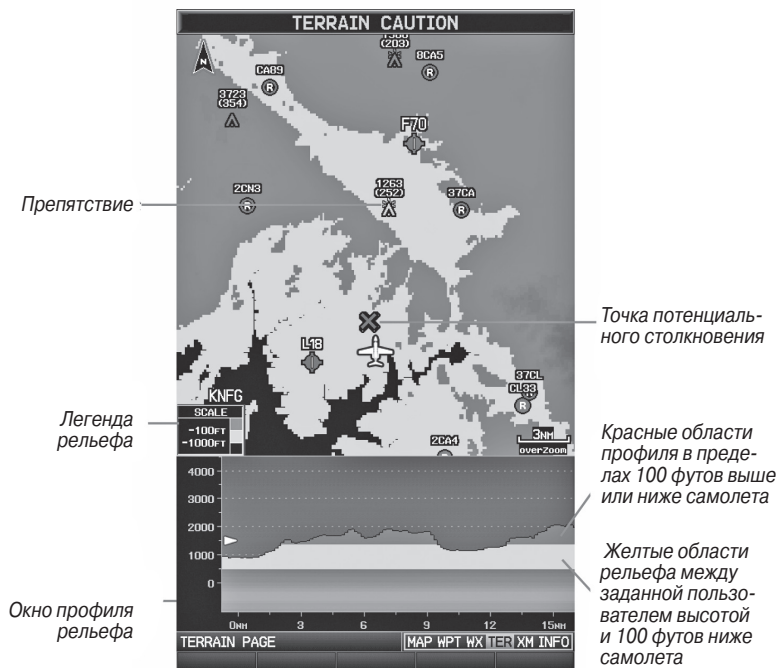 TERRAIN CAUTION
(203)
8CA5
N
CA89
R
R
3723
(354)
F70
2CN3
R
1263
(252)
37CA
R
Препятствие
Точка потенциаль-
ного столкновения
L18
37CL
CL33
R
KNFG
SCALE
-100FT
-1000FT
2CA4
R
3NM
overZoom
Легенда
рельефа
Красные области
профиля в преде-
лах 100 футов выше
или ниже самолета
4000
3000
2000
1000
0
0NM 3 6 9 12 15NM
Желтые области
рельефа между
заданной пользо-
вателем высотой
и 100 футов ниже
самолета
Окно профиля
рельефа
TERRAIN PAGE
MAP WPT WX TER XM INFO